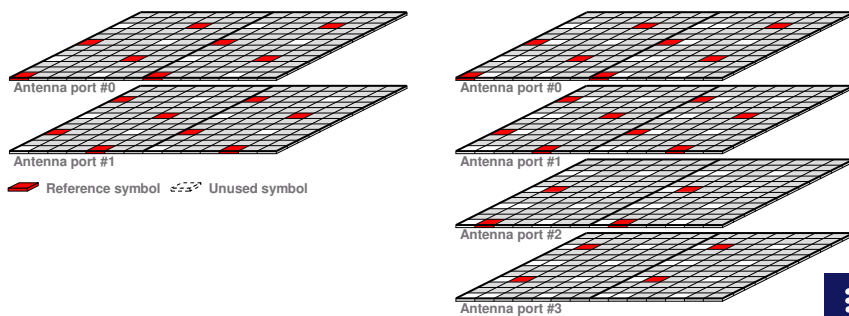 Antenna port #0
Antenna port #1
Reference symbol
Unused symbol
Antenna port #0
Antenna port #1
Antenna port #2
Antenna port #3